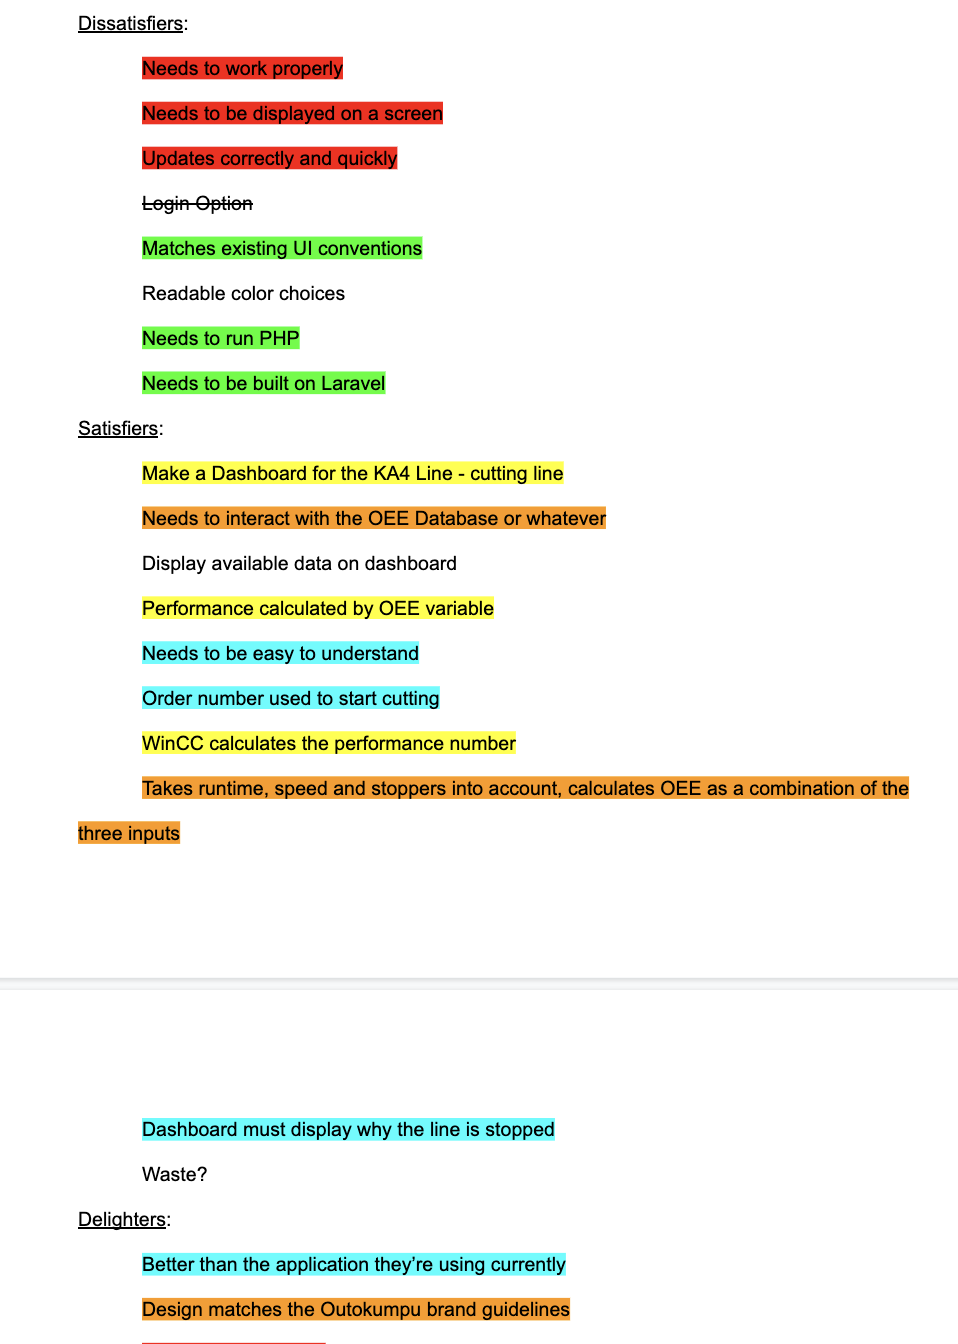 Dissatisfiers:
Needs to work properly
Needs to be displayed on a screen
Updates correctly and quickly
Login Option
Matches existing UI conventions
Readable color choices
Needs to run PHP
Needs to be built on Laravel
Satisfiers:
Make a Dashboard for the KA4 Line - cutting line
Needs to interact with the OEE Database or whatever
Display available data on dashboard
Performance calculated by OEE variable
Needs to be easy to understand
Order number used to start cutting
WinCC calculates the performance number
Takes runtime, speed and stoppers into account, calculates OEE as a combination of the
three inputs
Dashboard must display why the line is stopped
Waste?
Delighters:
Better than the application they’re using currently
Design matches the Outokumpu brand guidelines